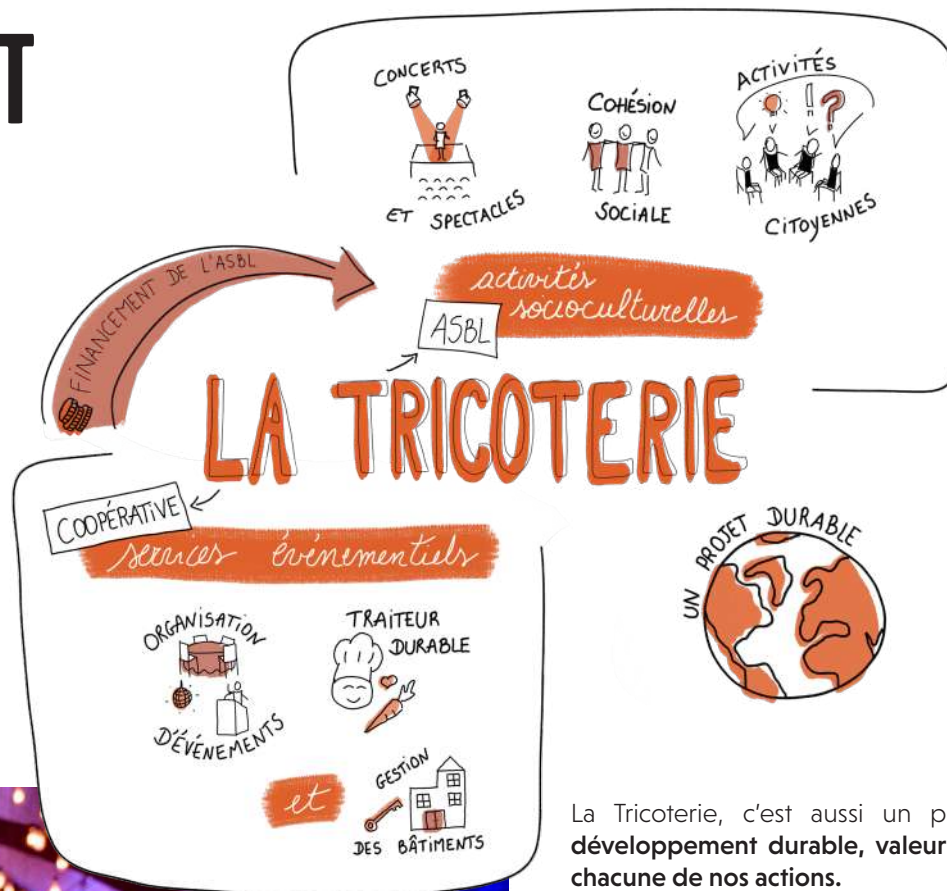 T
CONCERTS
ET SPECTACLES
COHÉSION
SOCIALE
ACTIVITÉS
! ?
CITOYENNES
FINANCEMENT DE L'ASBL
activités
socioculturelles
ASBL
LA TRICOTERIE
COOPÉRATIVE
services événementiels
ORGANISATION
D'ÉVÉNEMENTS
TRAITEUR
DURABLE
et
GESTION
DES BÂTIMENTS
UN PROJET DURABLE
La Tricoterie, c'est aussi un p
développement durable, valeur
chacune de nos actions.